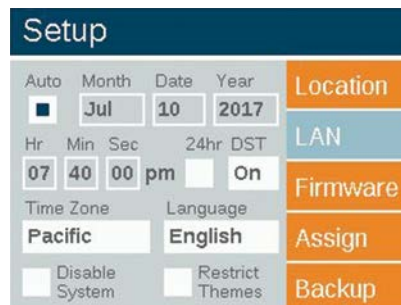 Setup
Auto Month Date Year
Jul 10 2017
Hr Min Sec 24hr DST
07 40 00 pm On
Time Zone Language
Pacific English
Disable System Restrict Themes
Location
LAN
Firmware
Assign
Backup